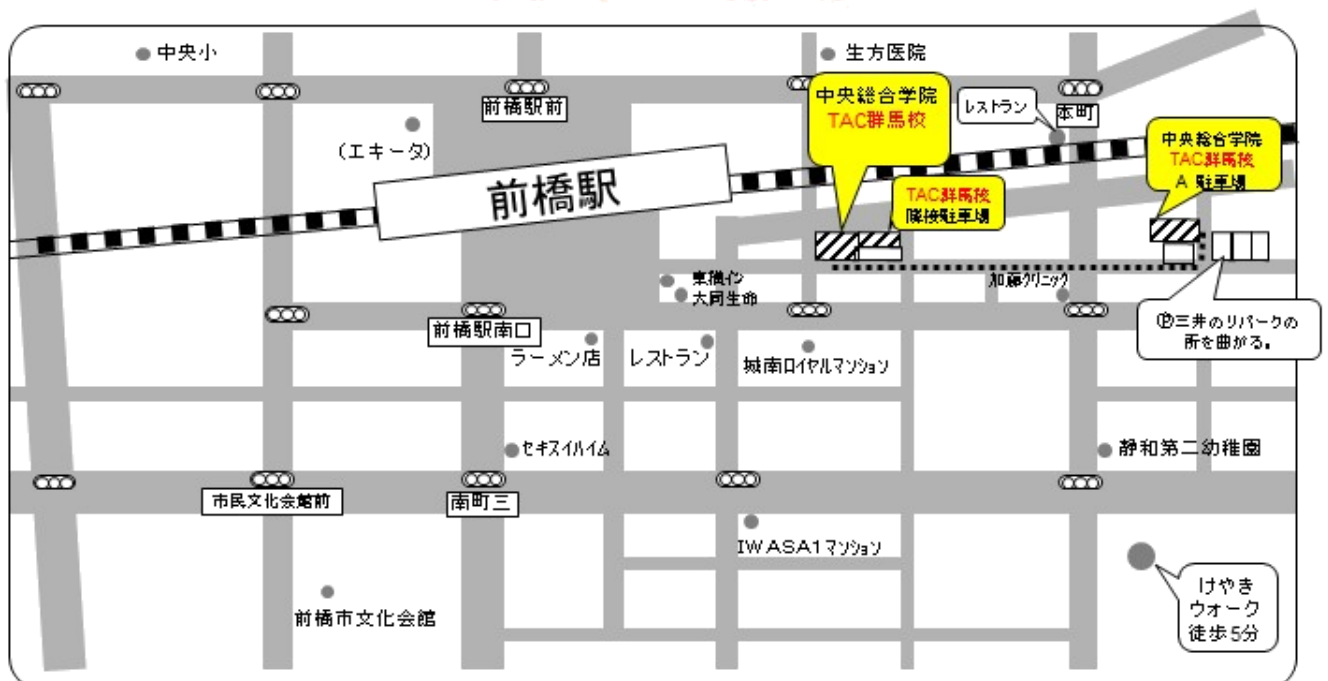 中央小
生方医院
前橋駅前
中央総合学院
TAC群馬校
レストラン
本町
(エキータ)
中央総合学院
TAC群馬校
A 駐車場
前橋駅
TAC群馬校
隣接駐車場
東横イン
大同生命
加藤クリニック
前橋駅南口
Ⓟ三井のリパークの
所を曲がる。
ラーメン店
レストラン
城南ロイヤルマンション
セキスイハイム
静和第二幼稚園
市民文化会館前
南町三
IWASA1マンション
けやき
ウォーク
徒歩5分
前橋市文化会館